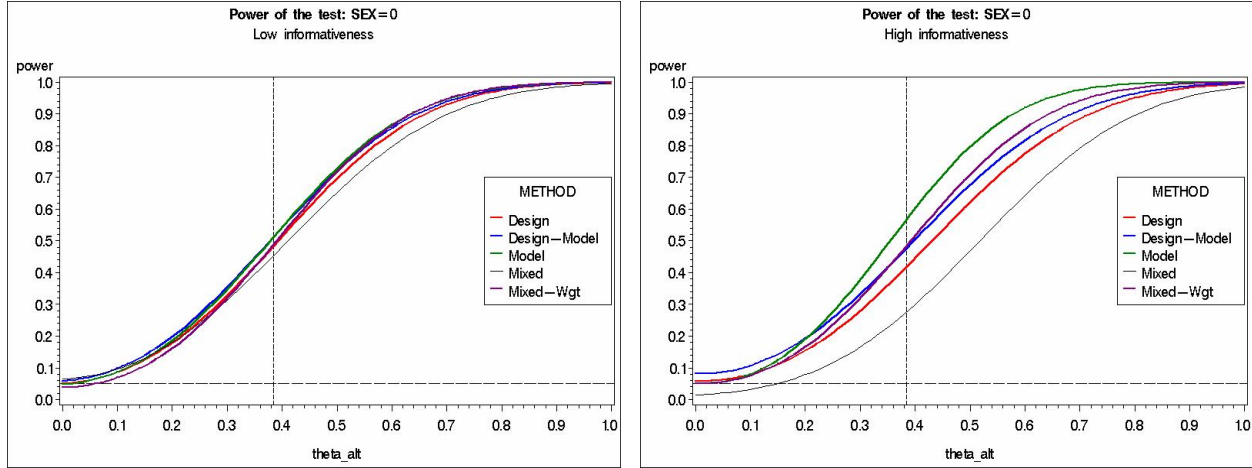 Power of the test: SEX=0
Low informativeness
power
1.0
0.9
0.8
0.7
0.6
0.5
0.4
0.3
0.2
0.1
0.0
METHOD
Design
Design−Model
Model
Mixed
Mixed−Wgt
0.0 0.1 0.2 0.3 0.4 0.5 0.6 0.7 0.8 0.9 1.0
theta_alt
Power of the test: SEX=0
High informativeness
power
1.0
0.9
0.8
0.7
0.6
0.5
0.4
0.3
0.2
0.1
0.0
METHOD
Design
Design−Model
Model
Mixed
Mixed−Wgt
0.0 0.1 0.2 0.3 0.4 0.5 0.6 0.7 0.8 0.9 1.0
theta_alt